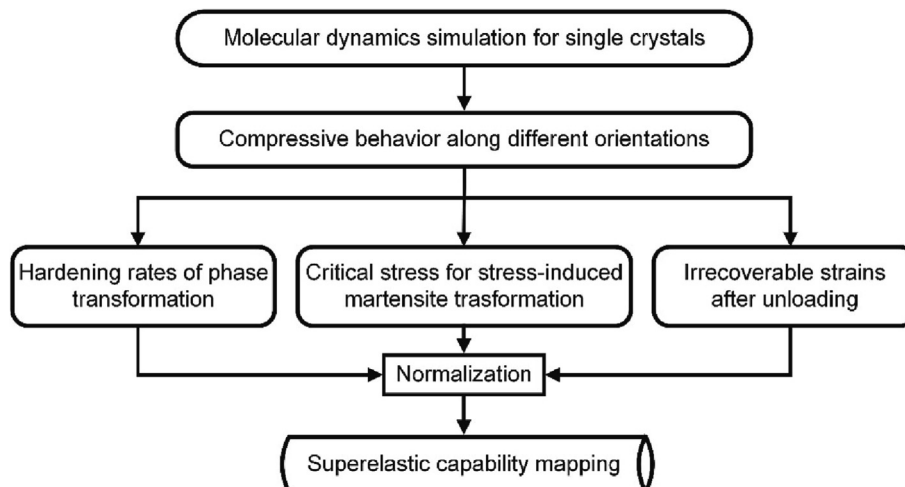 Molecular dynamics simulation for single crystals
Compressive behavior along different orientations
Hardening rates of phase
transformation
Critical stress for stress-induced
martensite trasformation
Irrecoverable strains
after unloading
Normalization
Superelastic capability mapping